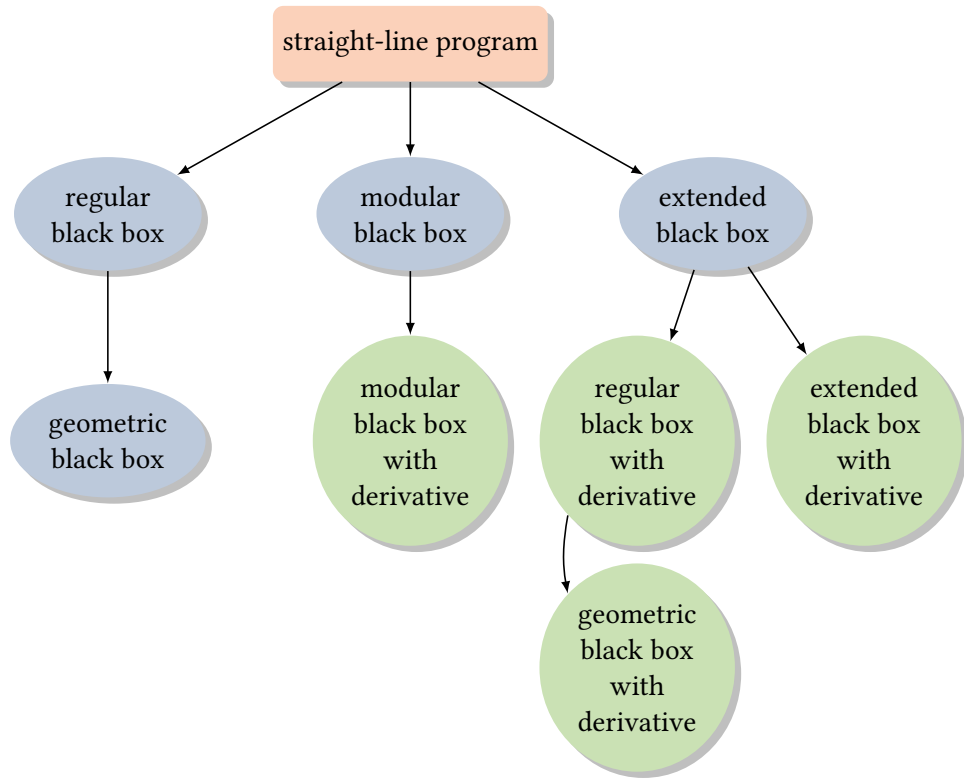 straight-line program
regular
black box
modular
black box
extended
black box
geometric
black box
modular
black box
with
derivative
regular
black box
with
derivative
extended
black box
with
derivative
geometric
black box
with
derivative